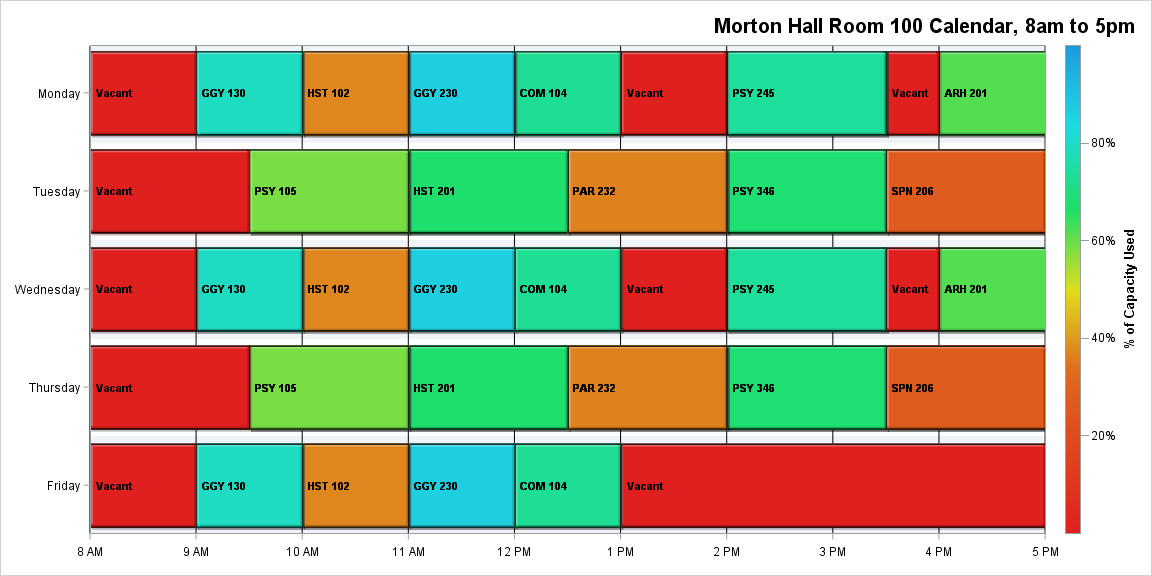 Morton Hall Room 100 Calendar, 8am to 5pm
Monday
Vacant
GGY 130
HST 102
GGY 230
COM 104
Vacant
PSY 245
Vacant
ARH 201
Tuesday
Vacant
PSY 105
HST 201
PAR 232
PSY 346
SPN 206
Wednesday
Vacant
GGY 130
HST 102
GGY 230
COM 104
Vacant
PSY 245
Vacant
ARH 201
Thursday
Vacant
PSY 105
HST 201
PAR 232
PSY 346
SPN 206
Friday
Vacant
GGY 130
HST 102
GGY 230
COM 104
Vacant
8 AM
9 AM
10 AM
11 AM
12 PM
1 PM
2 PM
3 PM
4 PM
5 PM
80%
60%
40%
20%
% of Capacity Used